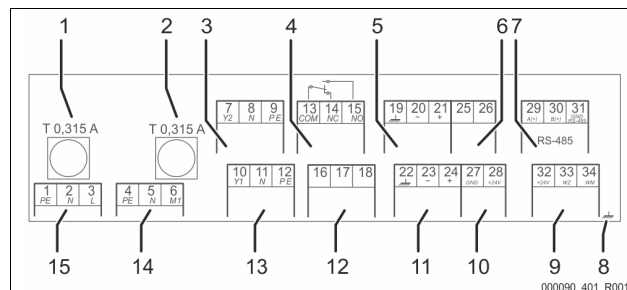 1 2 3 4 5 6 7
T 0,315 A T 0,315 A
7 8 9 13 14 15 19 20 21 25 26 29 30 31
Y2 N PE COM NC NO − + A(+) B(+) GND RS-485
RS-485
10 11 12 16 17 18 22 23 24 27 28 32 33 34
Y1 N PE − + GND +24V +24V WZ WM
1 2 3 4 5 6
PE N L PE N M1
15 14 13 12 11 10 9 8
000090_401_R001